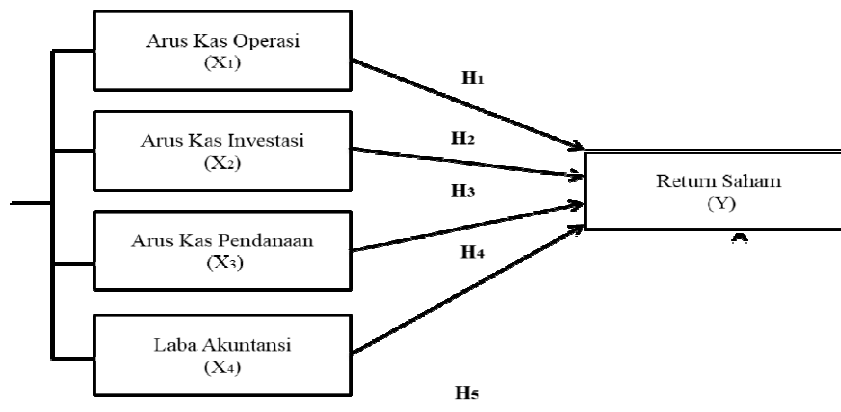 Arus Kas Operasi
(X1)
H1
Arus Kas Investasi
(X2)
H2
H3
Return Saham
(Y)
Arus Kas Pendanaan
(X3)
H4
Laba Akuntansi
(X4)
H5